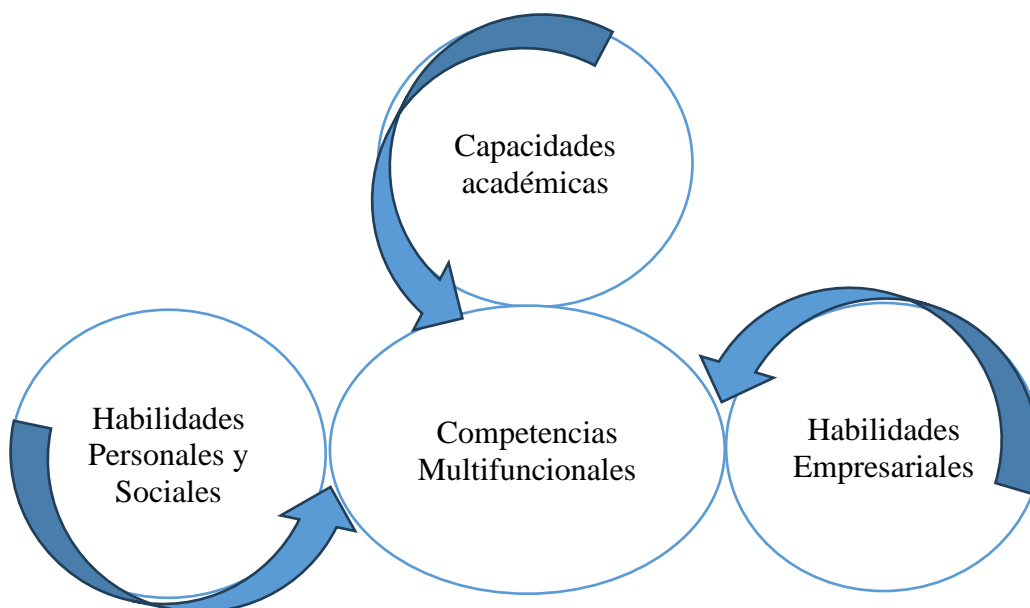 Capacidades
académicas
Habilidades
Personales y
Sociales
Competencias
Multifuncionales
Habilidades
Empresariales